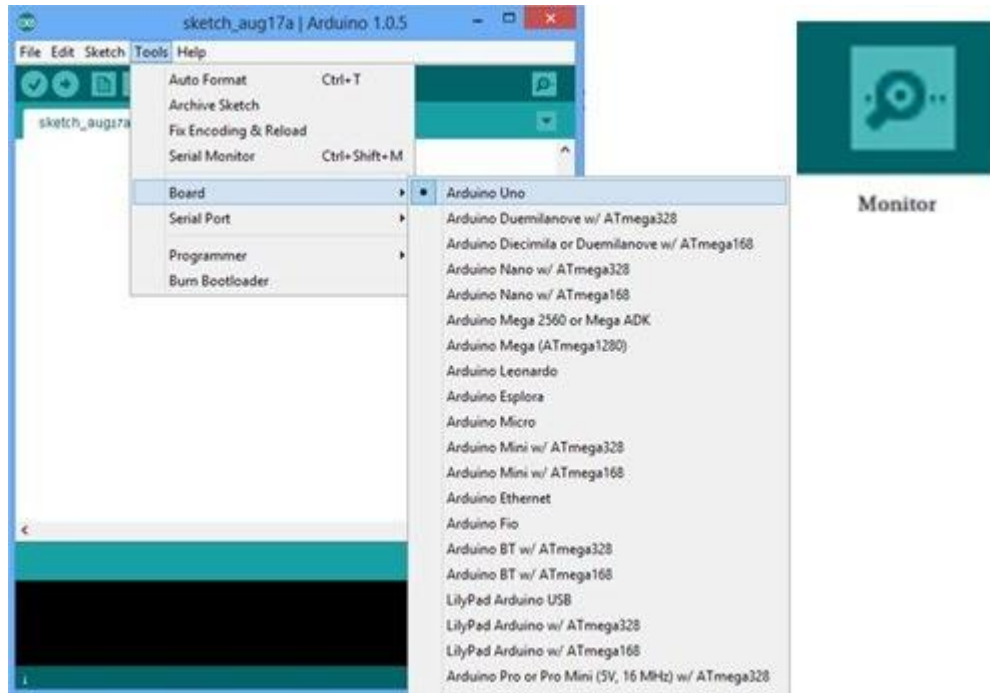 sketch_aug17a | Arduino 1.0.5
File Edit Sketch Tools Help
Auto Format Ctrl+T
Archive Sketch
sketch_aug17a
Fix Encoding & Reload
Serial Monitor Ctrl+Shift+M
Board
Serial Port
Programmer
Burn Bootloader
Arduino Uno
Arduino Duemilanove w/ ATmega328
Arduino Diecimila or Duemilanove w/ ATmega168
Arduino Nano w/ ATmega328
Arduino Nano w/ ATmega168
Arduino Mega 2560 or Mega ADK
Arduino Mega (ATmega1280)
Arduino Leonardo
Arduino Esplora
Arduino Micro
Arduino Mini w/ ATmega328
Arduino Mini w/ ATmega168
Arduino Ethernet
Arduino Fio
Arduino BT w/ ATmega328
Arduino BT w/ ATmega168
LilyPad Arduino USB
LilyPad Arduino w/ ATmega328
LilyPad Arduino w/ ATmega168
Arduino Pro or Pro Mini (5V, 16 MHz) w/ ATmega328
1
Monitor